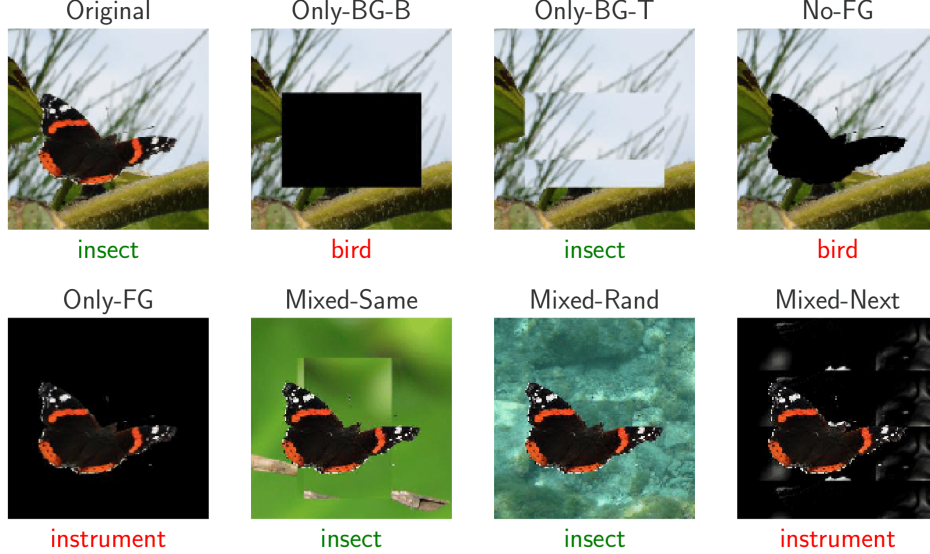 Original
Only-BG-B
Only-BG-T
No-FG
insect
bird
insect
bird
Only-FG
Mixed-Same
Mixed-Rand
Mixed-Next
instrument
insect
insect
instrument